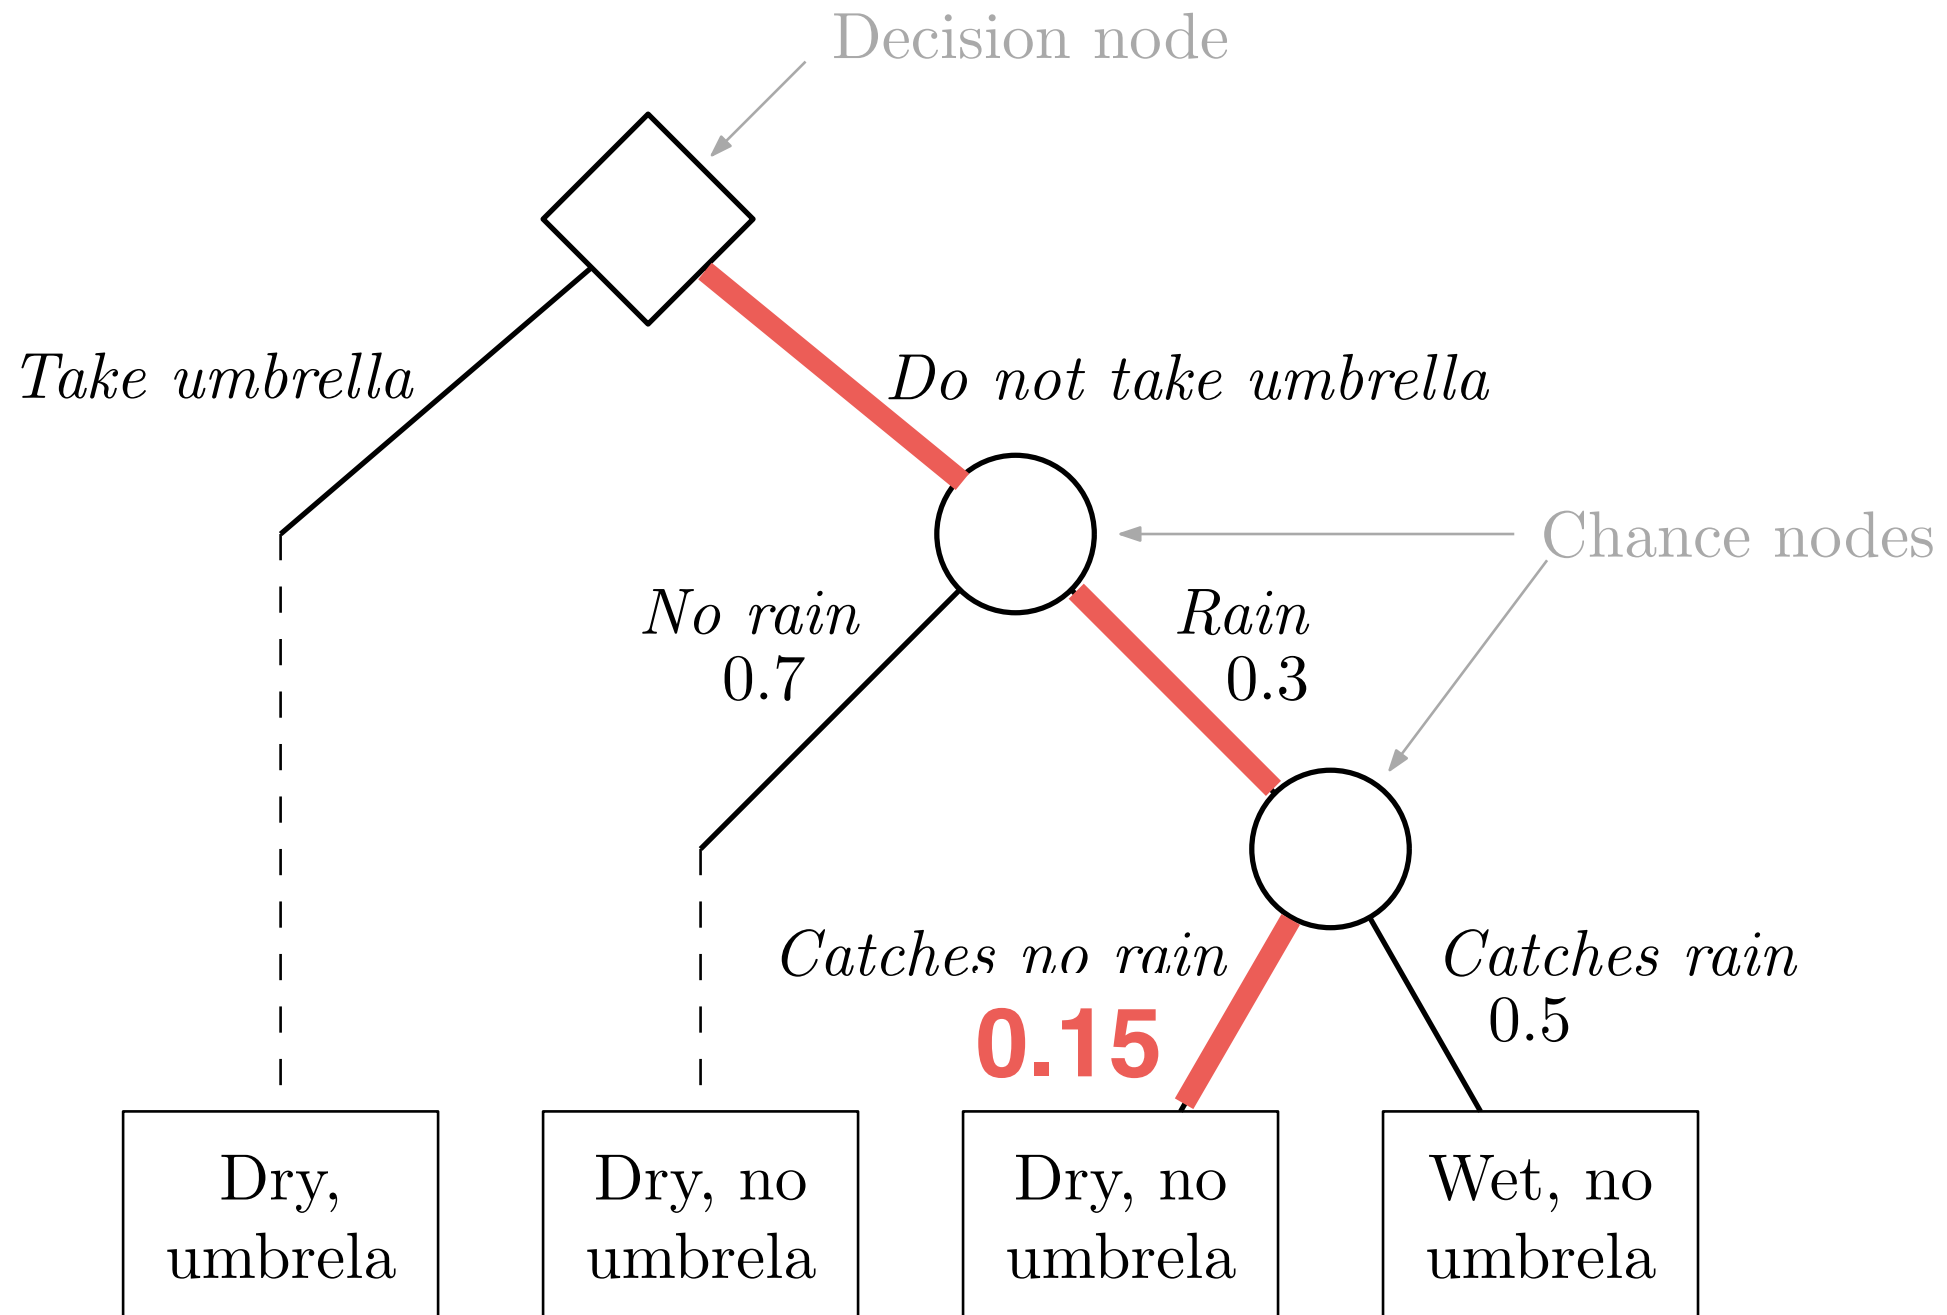 Decision node
Take umbrella
Do not take umbrella
Chance nodes
No rain
0.7
Rain
0.3
Catches no rain
0.15
Catches rain
0.5
Dry,
umbrela
Dry, no
umbrela
Dry, no
umbrela
Wet, no
umbrela